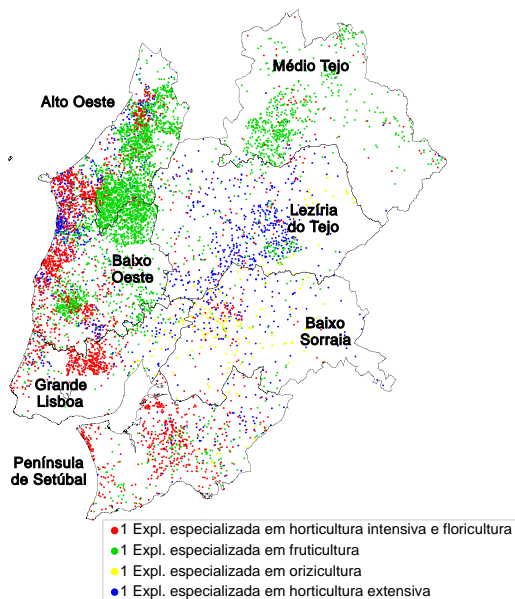 Médio Tejo
Alto Oeste
Lezíria
do Tejo
Baixo
Oeste
Baixo
Sorraia
Grande
Lisboa
Península
de Setúbal
1 Expl. especializada em horticultura intensiva e floricultura
1 Expl. especializada em fruticultura
1 Expl. especializada em orizicultura
1 Expl. especializada em horticultura extensiva